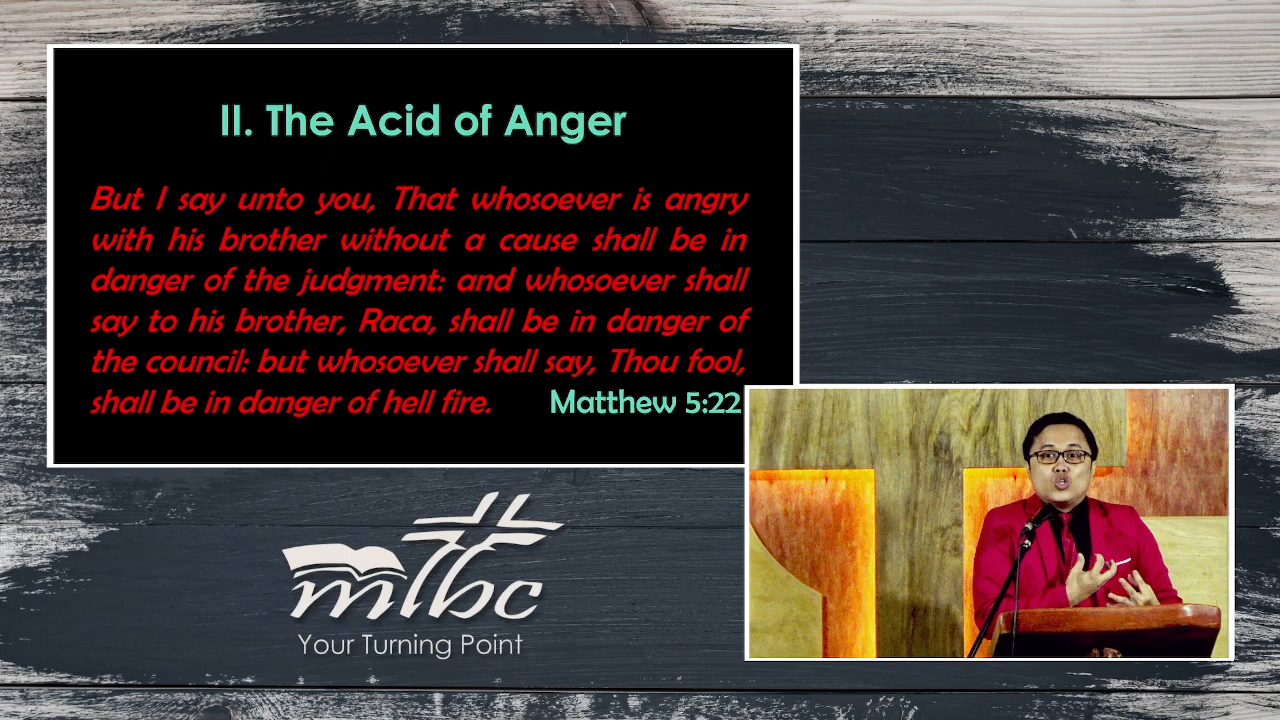 II. The Acid of Anger
But I say unto you, That whosoever is angry
with his brother without a cause shall be in
danger of the judgment: and whosoever shall
say to his brother, Raca, shall be in danger of
the council: but whosoever shall say, Thou fool,
shall be in danger of hell fire. Matthew 5:22
mlbc
Your Turning Point